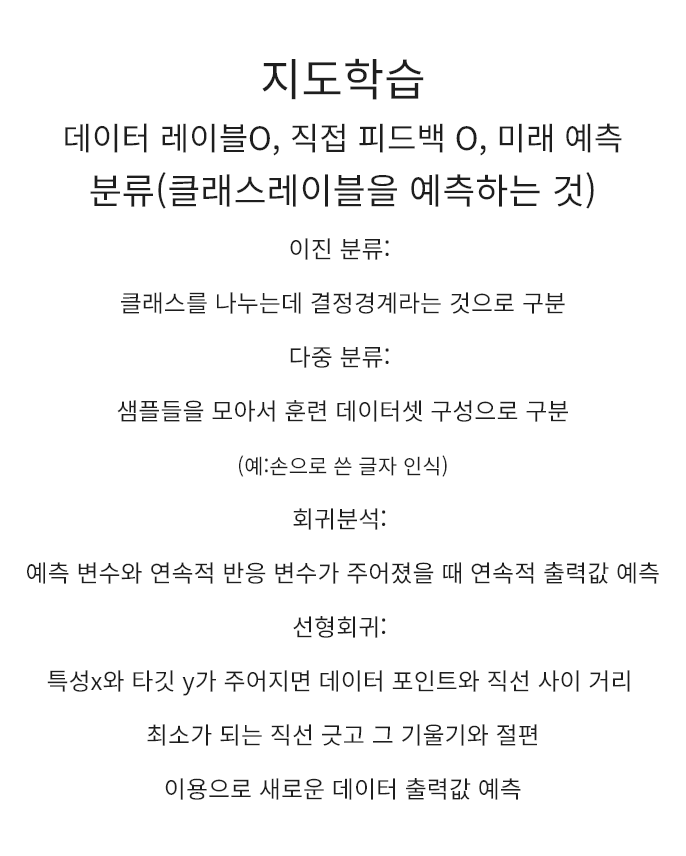 지도학습
데이터 레이블O, 직접 피드백 O, 미래 예측
분류(클래스레이블을 예측하는 것)
이진 분류:
클래스를 나누는데 결정경계라는 것으로 구분
다중 분류:
샘플들을 모아서 훈련 데이터셋 구성으로 구분
(예:손으로 쓴 글자 인식)
회귀분석:
예측 변수와 연속적 반응 변수가 주어졌을 때 연속적 출력값 예측
선형회귀:
특성x와 타깃 y가 주어지면 데이터 포인트와 직선 사이 거리
최소가 되는 직선 긋고 그 기울기와 절편
이용으로 새로운 데이터 출력값 예측